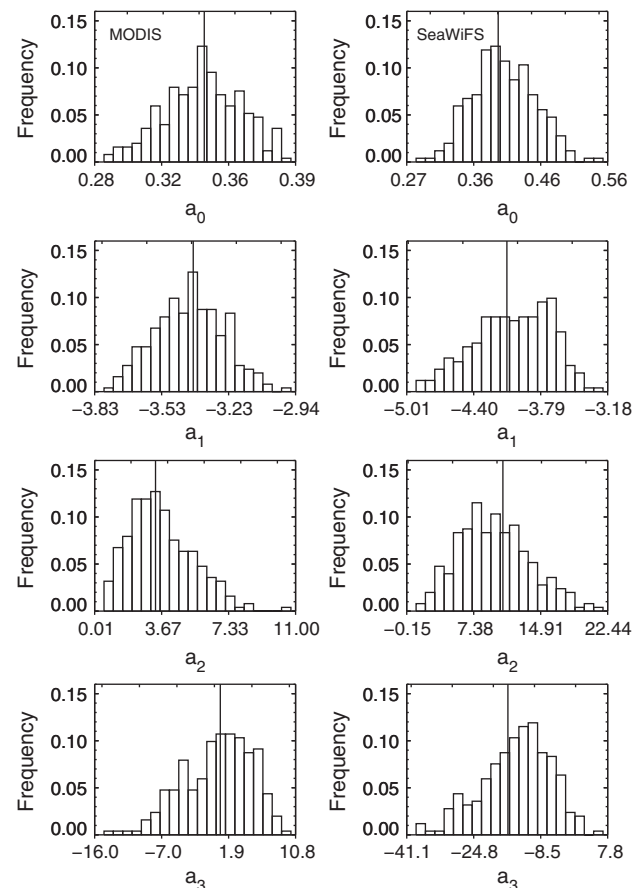 MODIS
Frequency
0.15
0.10
0.05
0.00
0.28 0.32 0.36 0.39
a0
SeaWiFS
Frequency
0.15
0.10
0.05
0.00
0.27 0.36 0.46 0.56
a0
Frequency
0.15
0.10
0.05
0.00
−3.83 −3.53 −3.23 −2.94
a1
Frequency
0.15
0.10
0.05
0.00
−5.01 −4.40 −3.79 −3.18
a1
Frequency
0.15
0.10
0.05
0.00
0.01 3.67 7.33 11.00
a2
Frequency
0.15
0.10
0.05
0.00
−0.15 7.38 14.91 22.44
a2
Frequency
0.15
0.10
0.05
0.00
−16.0 −7.0 1.9 10.8
a3
Frequency
0.15
0.10
0.05
0.00
−41.1 −24.8 −8.5 7.8
a3